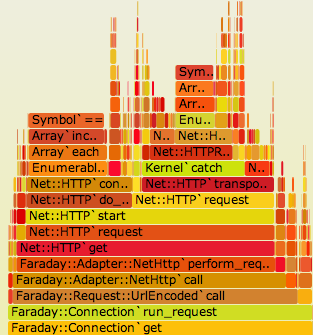 Sym..
Arr..
Arr..
Symbol`== Enu..
Array`inc.. N.. Net::H..
Array`each Net::HTTPR..
Enumerabl.. Kernel`catch N..
Net::HTTP`con.. Net::HTTP`transpo..
Net::HTTP`do_.. Net::HTTP`request
Net::HTTP`start
Net::HTTP`request
Net::HTTP`get
Faraday::Adapter::NetHttp`perform_req..
Faraday::Adapter::NetHttp`call
Faraday::Request::UrlEncoded`call
Faraday::Connection`run_request
Faraday::Connection`get